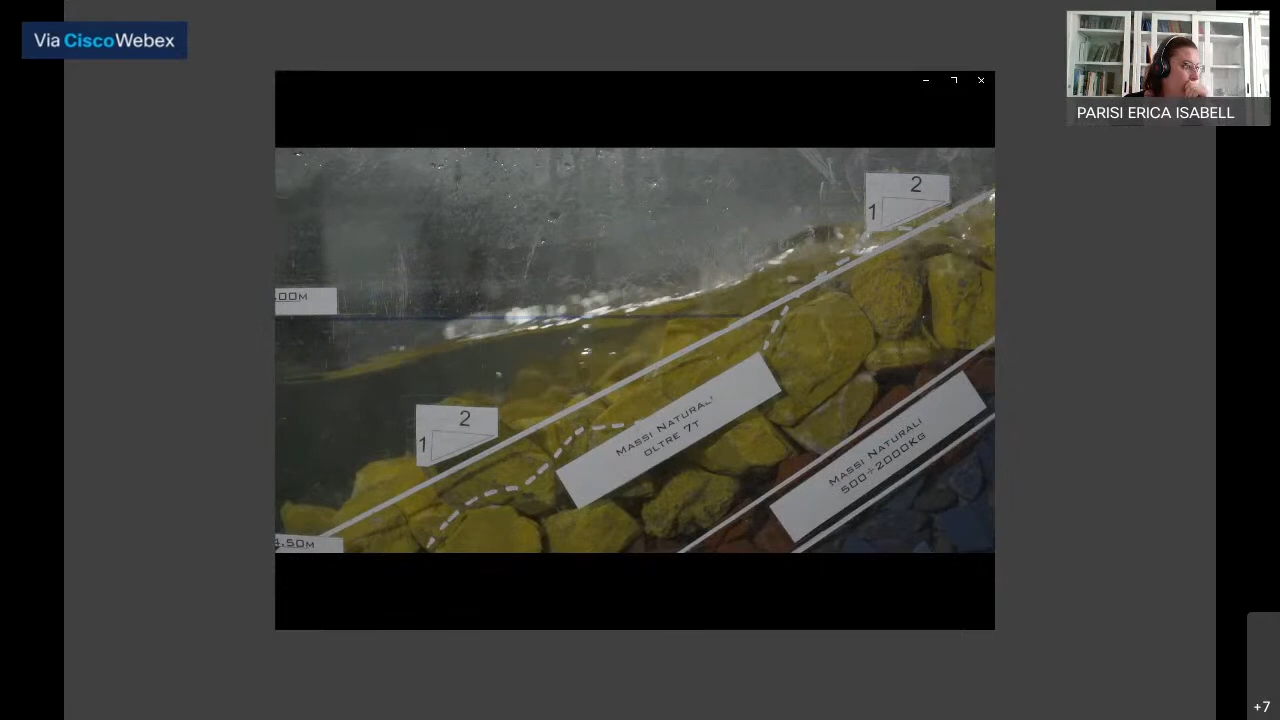 Via Cisco Webex
PARISI ERICA ISABELL
2
1
.00M
2
1
MASSI NATURALI
OLTRE 7T
MASSI NATURALI
500÷2000KG
4.50M
+7